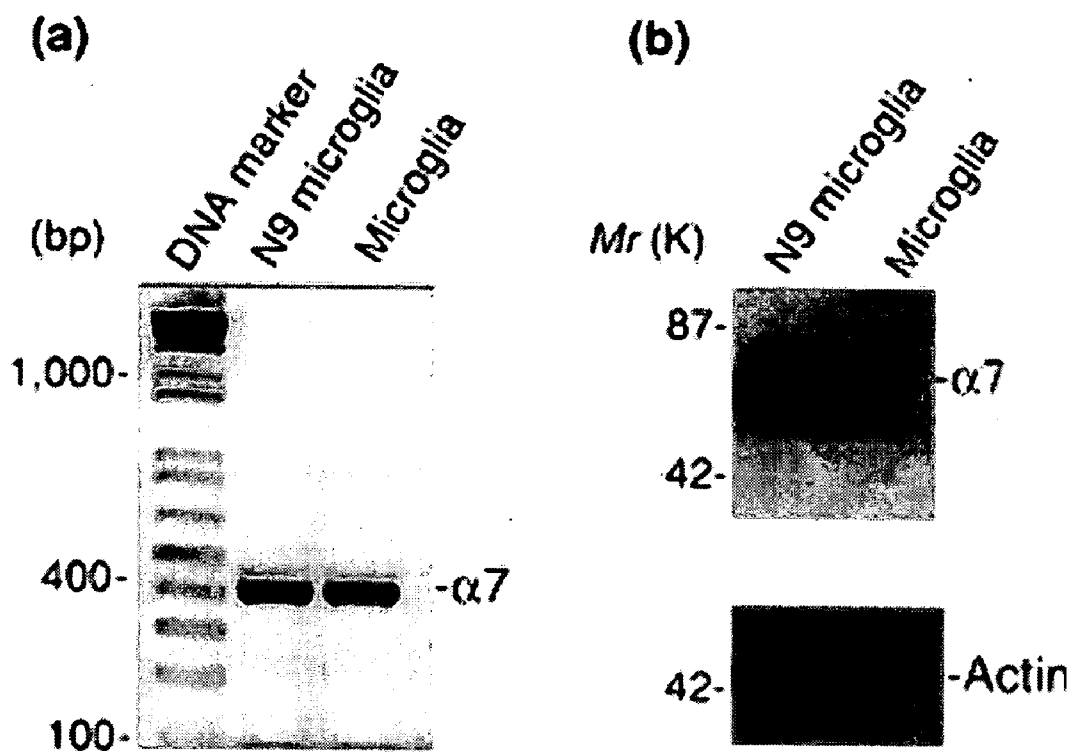 (a)
DNA marker
N9 microglia
Microglia
(bp)
1,000-
400-
100-
-α7
(b)
N9 microglia
Microglia
Mr (K)
87-
42-
-α7
42-
-Actin